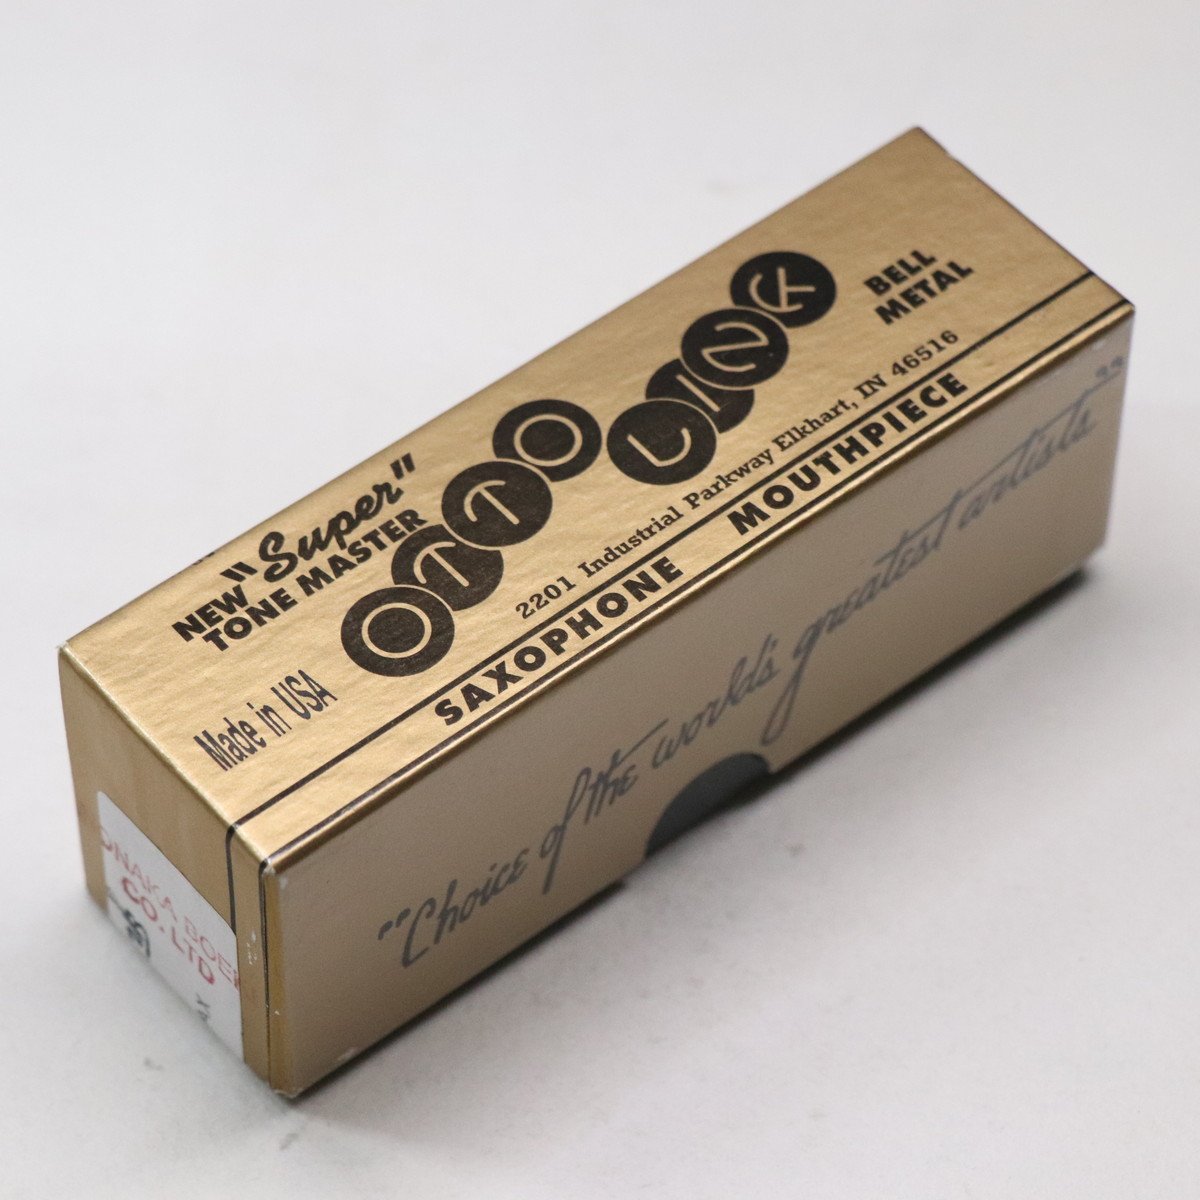 NEW "Super"
TONE MASTER
Made in USA
OTTO LINK
BELL
METAL
2201 Industrial Parkway Elkhart, IN 46516
SAXOPHONE MOUTHPIECE
"Choice of the world's greatest artists"
CO. LTD